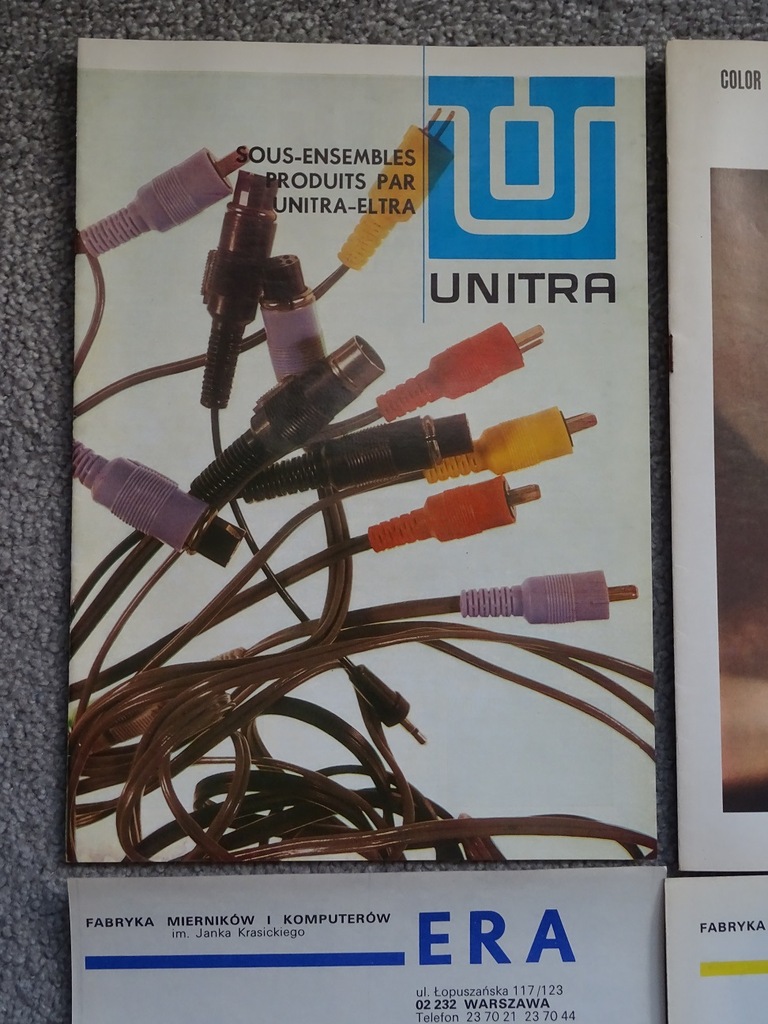 SOUS-ENSEMBLES
PRODUITS PAR
UNITRA-ELTRA
UNITRA
COLOR
FABRYKA MIERNIKÓW I KOMPUTERÓW
im. Janka Krasickiego
ERA
ul. Łopuszańska 117/123
02 232 WARSZAWA
Telefon 23 70 21 23 70 44
FABRYKA